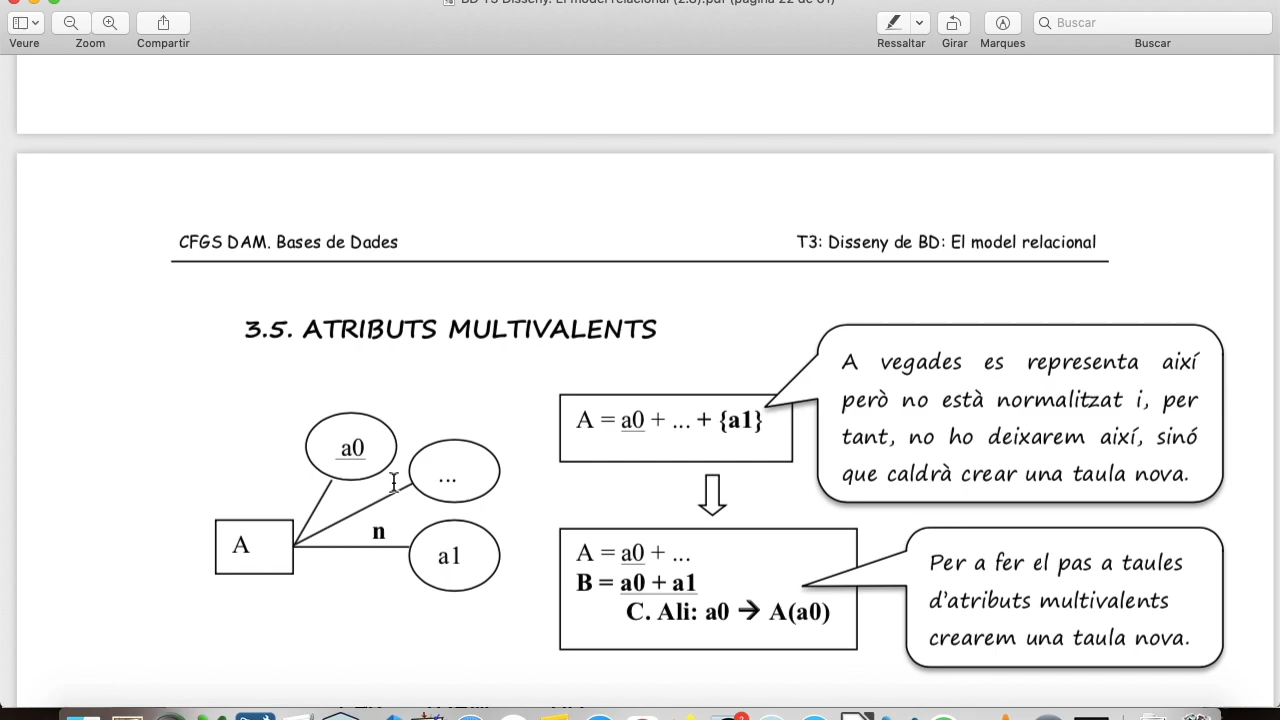 Veure
Zoom
Compartir
Ressaltar
Girar
Marques
Buscar
Buscar
CFGS DAM. Bases de Dades
T3: Disseny de BD: El model relacional
3.5. ATRIBUTS MULTIVALENTS
a0
...
A
n
a1
A = a0 + ... + {a1}
A vegades es representa així
però no està normalitzat i, per
tant, no ho deixarem així, sinó
que caldrà crear una taula nova.
A = a0 + ...
B = a0 + a1
C. Ali: a0 → A(a0)
Per a fer el pas a taules
d'atributs multivalents
crearem una taula nova.